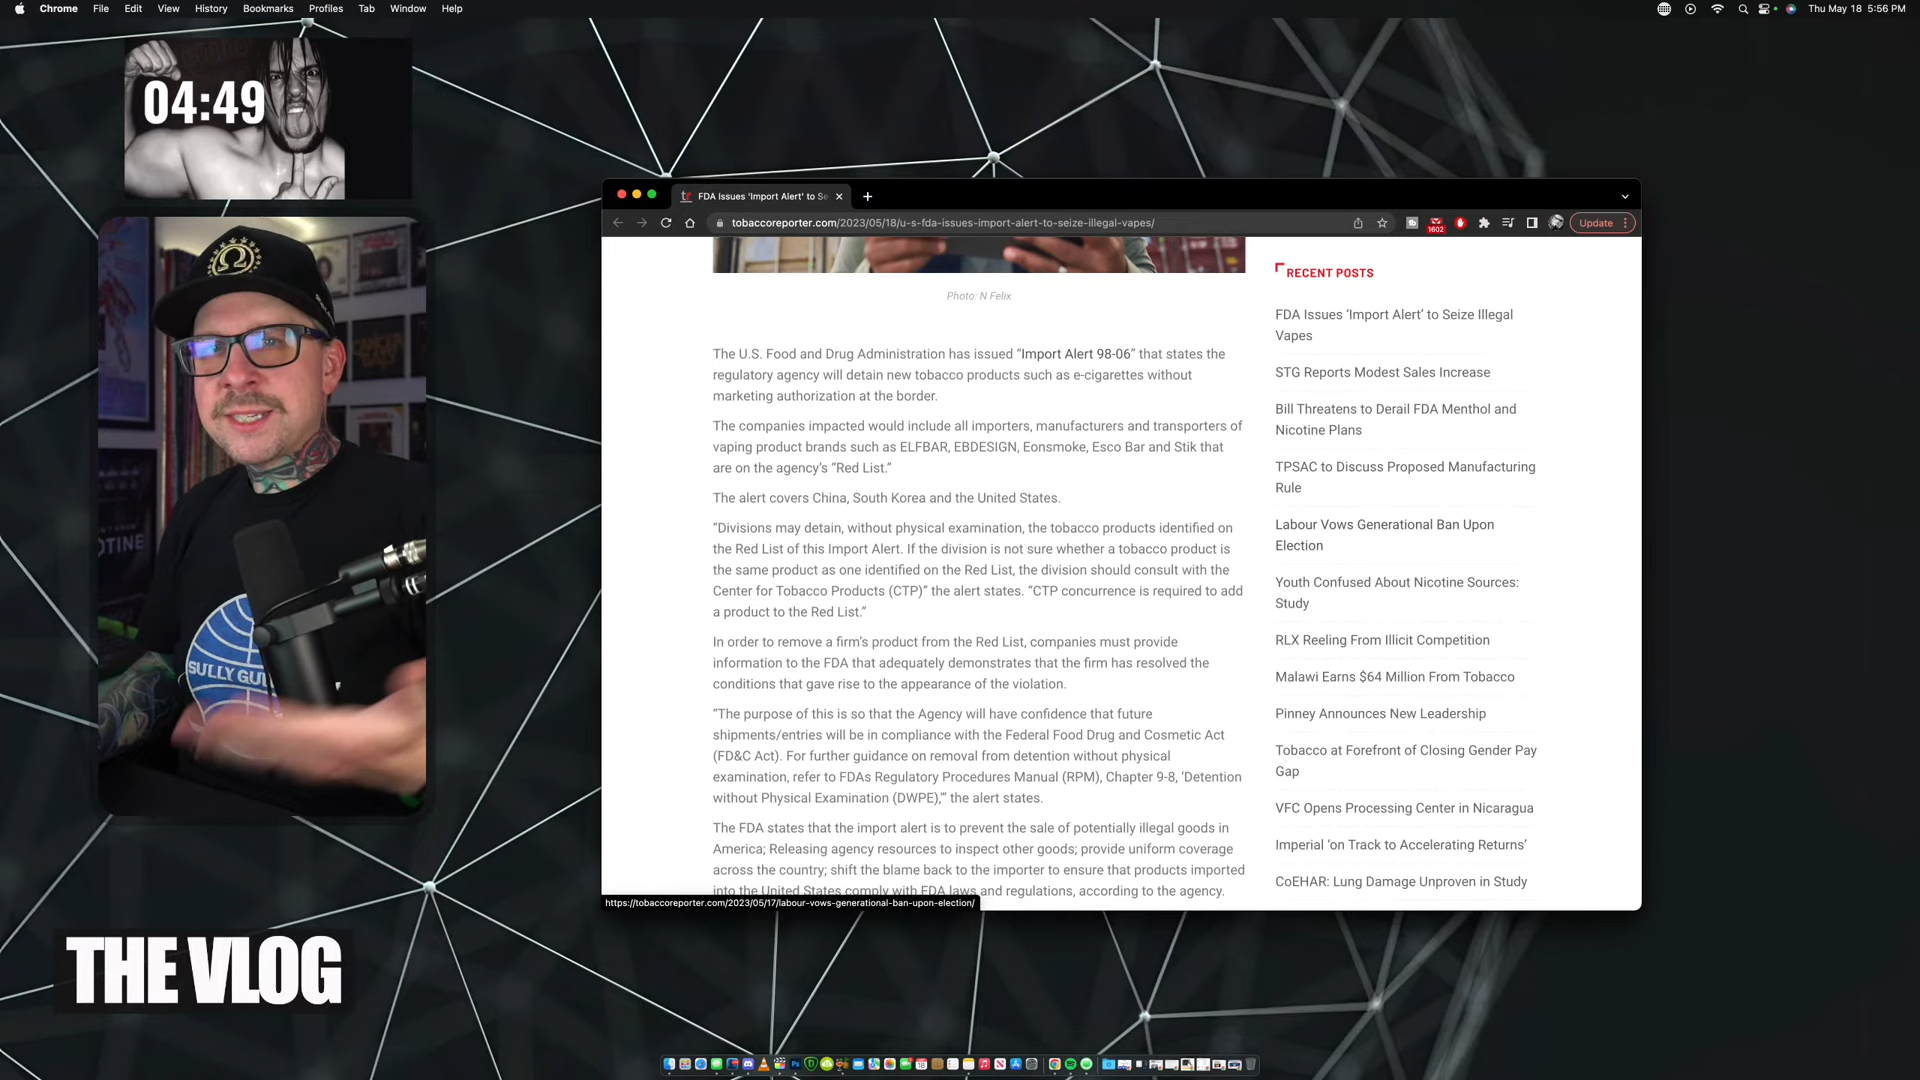 Chrome File Edit View History Bookmarks Profiles Tab Window Help
Thu May 18 5:56 PM
04:49
FDA Issues ‘Import Alert’ to Se
tobaccoreporter.com/2023/05/18/u-s-fda-issues-import-alert-to-seize-illegal-vapes/
1602
Update
Photo: N Felix
The U.S. Food and Drug Administration has issued “Import Alert 98-06” that states the
regulatory agency will detain new tobacco products such as e-cigarettes without
marketing authorization at the border.
The companies impacted would include all importers, manufacturers and transporters of
vaping product brands such as ELFBAR, EBDESIGN, Eonsmoke, Esco Bar and Stik that
are on the agency’s “Red List.”
The alert covers China, South Korea and the United States.
“Divisions may detain, without physical examination, the tobacco products identified on
the Red List of this Import Alert. If the division is not sure whether a tobacco product is
the same product as one identified on the Red List, the division should consult with the
Center for Tobacco Products (CTP)” the alert states. “CTP concurrence is required to add
a product to the Red List.”
In order to remove a firm’s product from the Red List, companies must provide
information to the FDA that adequately demonstrates that the firm has resolved the
conditions that gave rise to the appearance of the violation.
“The purpose of this is so that the Agency will have confidence that future
shipments/entries will be in compliance with the Federal Food Drug and Cosmetic Act
(FD&C Act). For further guidance on removal from detention without physical
examination, refer to FDAs Regulatory Procedures Manual (RPM), Chapter 9-8, ‘Detention
without Physical Examination (DWPE),’” the alert states.
The FDA states that the import alert is to prevent the sale of potentially illegal goods in
America; Releasing agency resources to inspect other goods; provide uniform coverage
across the country; shift the blame back to the importer to ensure that products imported
into the United States comply with FDA laws and regulations, according to the agency.
https://tobaccoreporter.com/2023/05/17/labour-vows-generational-ban-upon-election/
RECENT POSTS
FDA Issues ‘Import Alert’ to Seize Illegal
Vapes
STG Reports Modest Sales Increase
Bill Threatens to Derail FDA Menthol and
Nicotine Plans
TPSAC to Discuss Proposed Manufacturing
Rule
Labour Vows Generational Ban Upon
Election
Youth Confused About Nicotine Sources:
Study
RLX Reeling From Illicit Competition
Malawi Earns $64 Million From Tobacco
Pinney Announces New Leadership
Tobacco at Forefront of Closing Gender Pay
Gap
VFC Opens Processing Center in Nicaragua
Imperial ‘on Track to Accelerating Returns’
CoEHAR: Lung Damage Unproven in Study
SULLY GU
THE VLOG